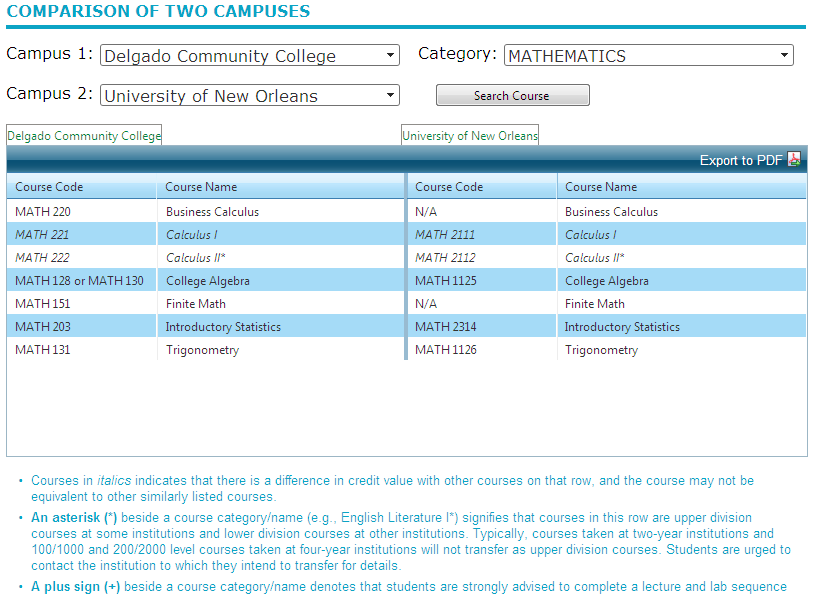 COMPARISON OF TWO CAMPUSES
Campus 1: Delgado Community College Category: MATHEMATICS
Campus 2: University of New Orleans Search Course
Delgado Community College University of New Orleans
Export to PDF
Course Code Course Name Course Code Course Name
MATH 220 Business Calculus N/A Business Calculus
MATH 221 Calculus I MATH 2111 Calculus I
MATH 222 Calculus II* MATH 2112 Calculus II*
MATH 128 or MATH 130 College Algebra MATH 1125 College Algebra
MATH 151 Finite Math N/A Finite Math
MATH 203 Introductory Statistics MATH 2314 Introductory Statistics
MATH 131 Trigonometry MATH 1126 Trigonometry
• Courses in italics indicates that there is a difference in credit value with other courses on that row, and the course may not be
equivalent to other similarly listed courses.
• An asterisk (*) beside a course category/name (e.g., English Literature I*) signifies that courses in this row are upper division
courses at some institutions and lower division courses at other institutions. Typically, courses taken at two-year institutions and
100/1000 and 200/2000 level courses taken at four-year institutions will not transfer as upper division courses. Students are urged to
contact the institution to which they intend to transfer for details.
• A plus sign (+) beside a course category/name denotes that students are strongly advised to complete a lecture and lab sequence